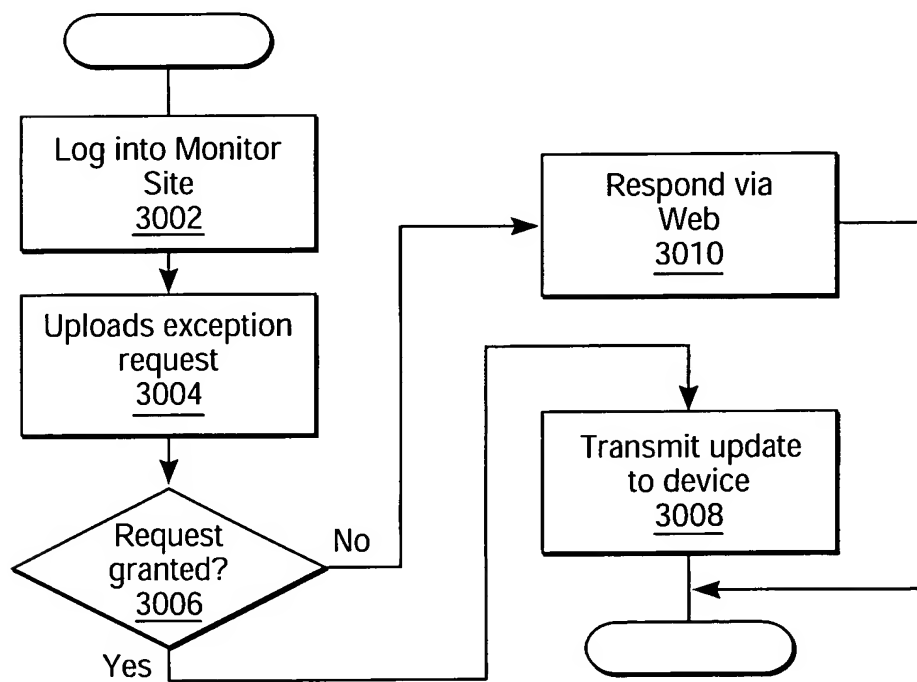 Log into Monitor
Site
3002
Uploads exception
request
3004
Request
granted?
3006
No
Yes
Respond via
Web
3010
Transmit update
to device
3008